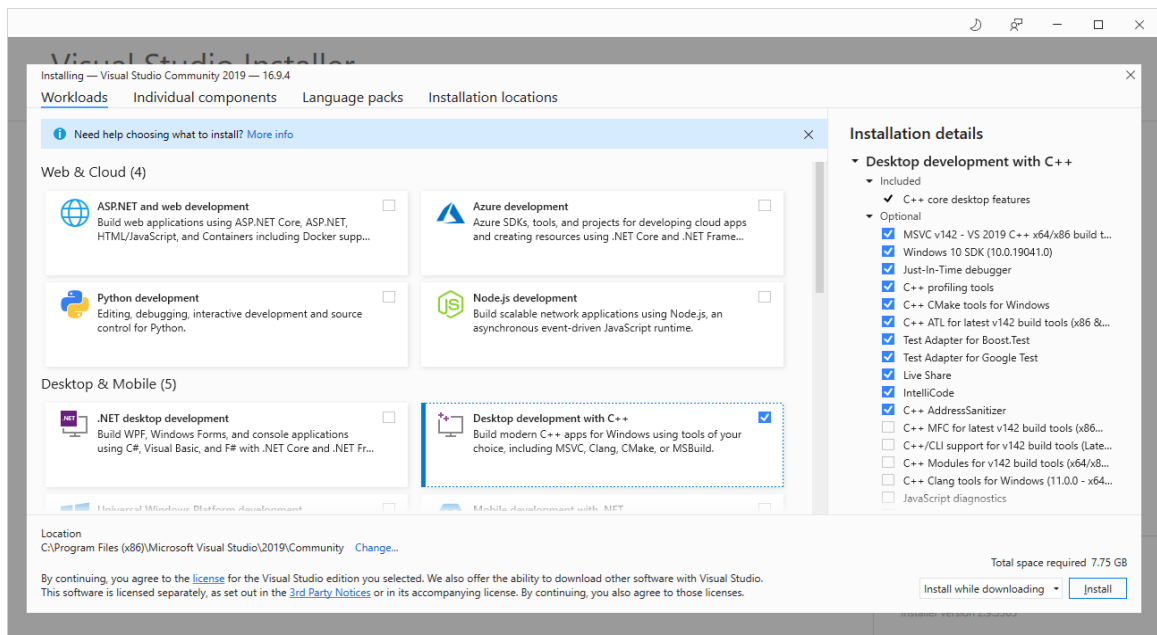 Visual Studio Installer
Installing — Visual Studio Community 2019 — 16.9.4
Workloads Individual components Language packs Installation locations
Need help choosing what to install? More info
Web & Cloud (4)
ASP.NET and web development
Build web applications using ASP.NET Core, ASP.NET,
HTML/JavaScript, and Containers including Docker supp...
Azure development
Azure SDKs, tools, and projects for developing cloud apps
and creating resources using .NET Core and .NET Frame...
Python development
Editing, debugging, interactive development and source
control for Python.
Node.js development
Build scalable network applications using Node.js, an
asynchronous event-driven JavaScript runtime.
Desktop & Mobile (5)
.NET desktop development
Build WPF, Windows Forms, and console applications
using C#, Visual Basic, and F# with .NET Core and .NET Fr...
Desktop development with C++
Build modern C++ apps for Windows using tools of your
choice, including MSVC, Clang, CMake, or MSBuild.
Universal Windows Platform development
Mobile development with .NET
Installation details
Desktop development with C++
Included
C++ core desktop features
Optional
MSVC v142 - VS 2019 C++ x64/x86 build t...
Windows 10 SDK (10.0.19041.0)
Just-In-Time debugger
C++ profiling tools
C++ CMake tools for Windows
C++ ATL for latest v142 build tools (x86 &...
Test Adapter for Boost.Test
Test Adapter for Google Test
Live Share
IntelliCode
C++ AddressSanitizer
C++ MFC for latest v142 build tools (x86...
C++/CLI support for v142 build tools (Late...
C++ Modules for v142 build tools (x64/x8...
C++ Clang tools for Windows (11.0.0 - x64...
JavaScript diagnostics
Location
C:\Program Files (x86)\Microsoft Visual Studio\2019\Community Change...
By continuing, you agree to the license for the Visual Studio edition you selected. We also offer the ability to download other software with Visual Studio.
This software is licensed separately, as set out in the 3rd Party Notices or in its accompanying license. By continuing, you also agree to those licenses.
Total space required 7.75 GB
Install while downloading Install
Installer version